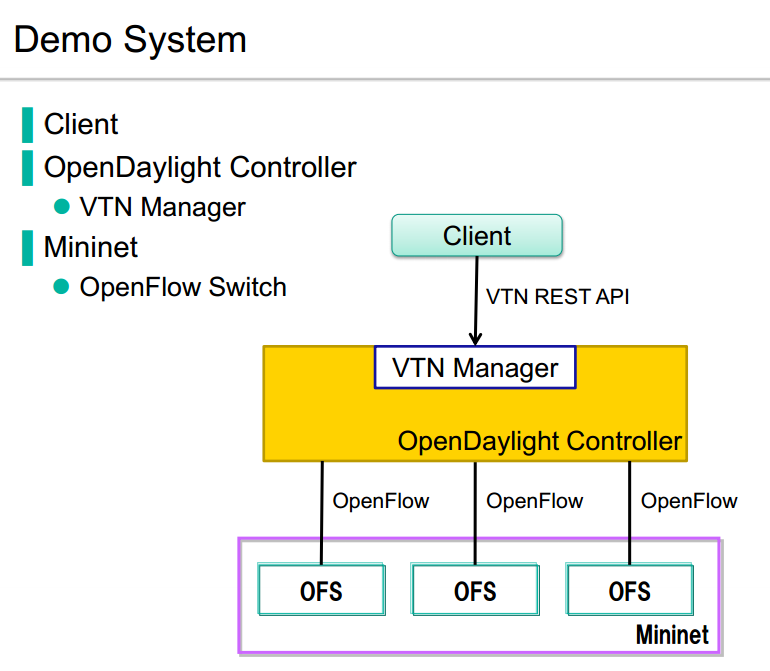 Demo System
Client
OpenDaylight Controller
VTN Manager
Mininet
OpenFlow Switch
Client
VTN REST API
VTN Manager
OpenDaylight Controller
OpenFlow
OpenFlow
OpenFlow
OFS
OFS
OFS
Mininet